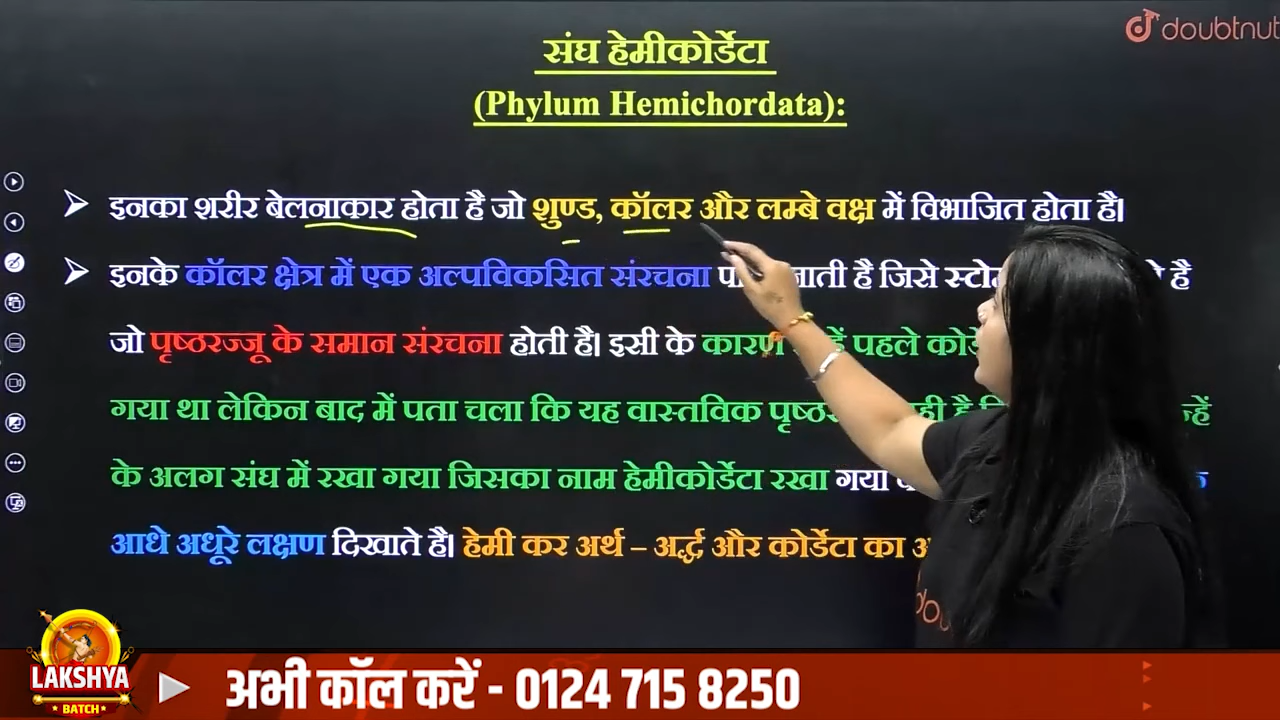 doubtnut
संघ हेमीकोर्डेटा
(Phylum Hemichordata):
इनका शरीर बेलनाकार होता है जो शुण्ड, कॉलर और लम्बे वक्ष में विभाजित होता है।
इनके कॉलर क्षेत्र में एक अल्पविकसित संरचना जाती है जिसे है
जो पृष्ठरज्जू के समान संरचना होती है। इसी के कारण पहले
गया था लेकिन बाद में पता चला कि यह वास्तविक
के अलग संघ में रखा गया जिसका नाम हेमीकोर्डेटा रखा गया
आधे अधूरे लक्षण दिखाते है। हेमी कर अर्थ – अर्द्ध और कोर्डेटा का
LAKSHYA
BATCH
अभी कॉल करें - 0124 715 8250